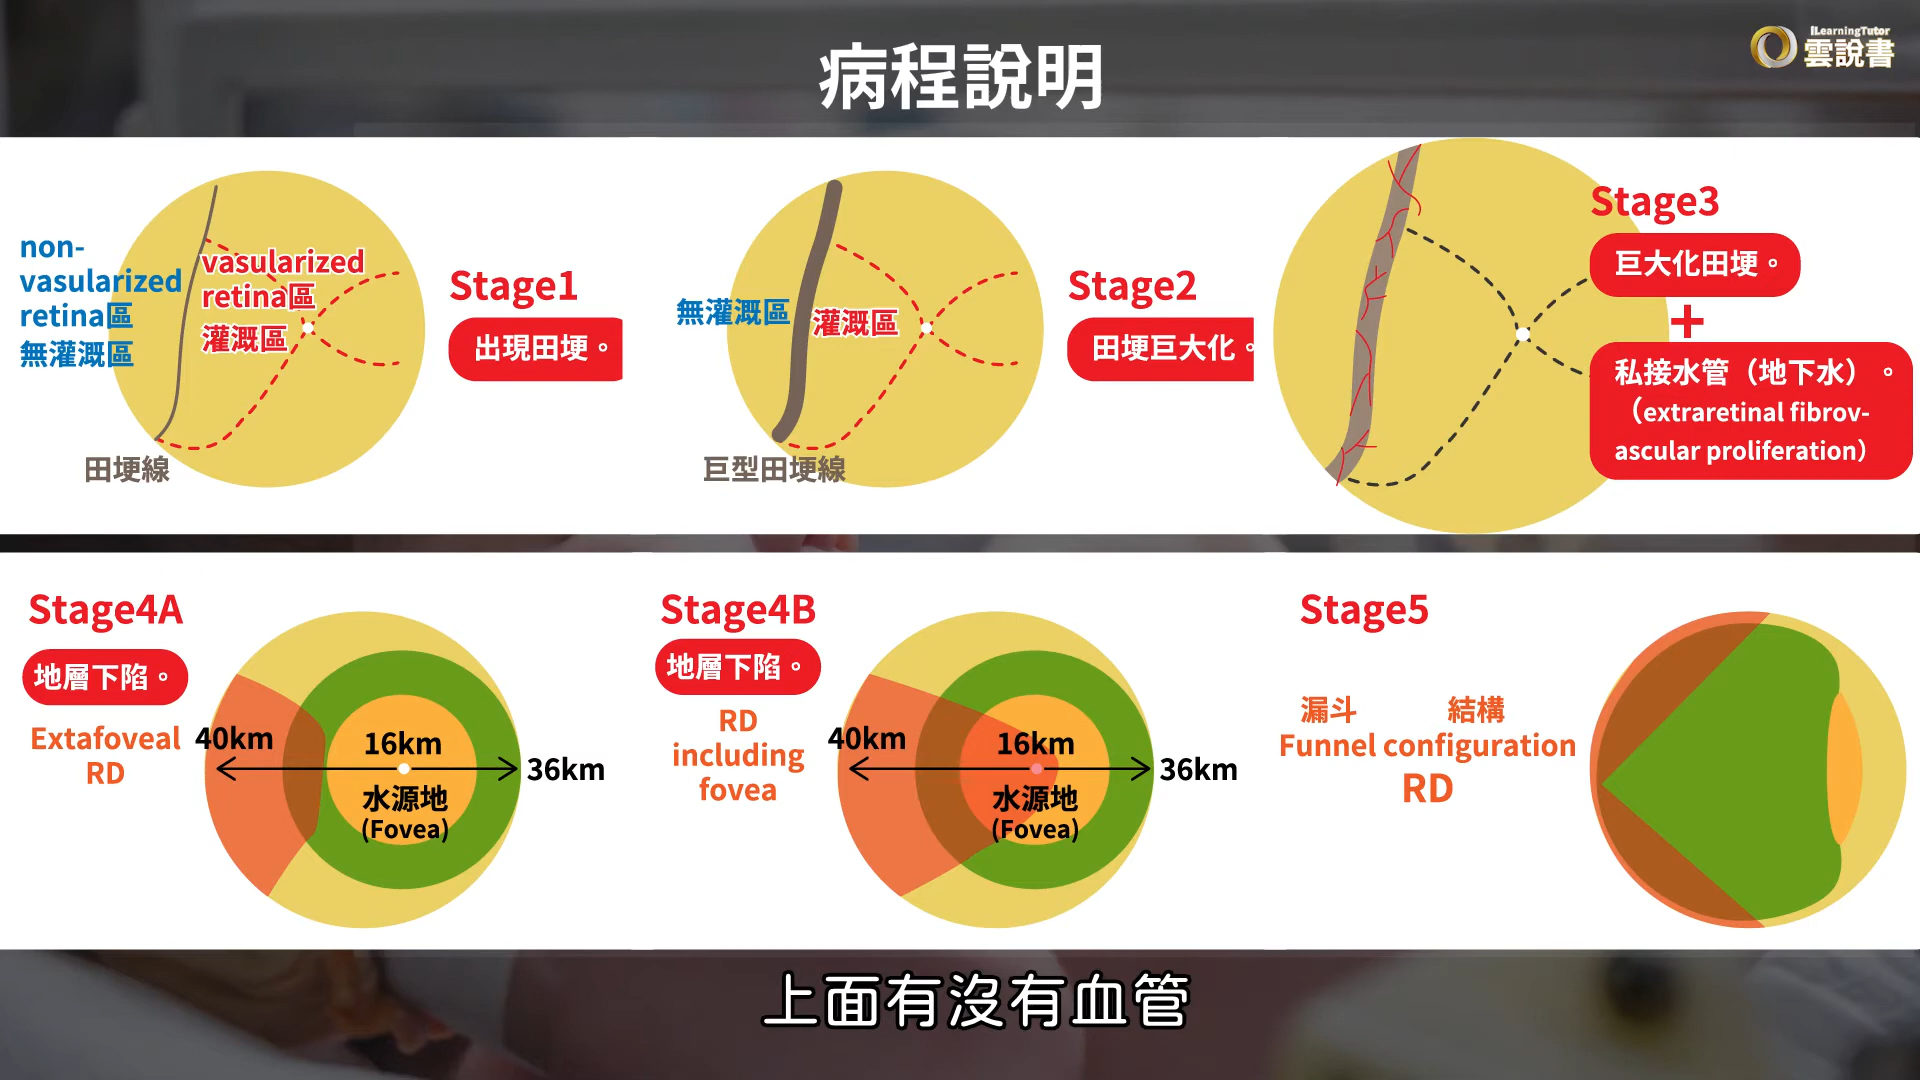 病程說明
iLearningTutor
雲說書
non-
vasularized
retina區
無灌溉區
vasularized
retina區
灌溉區
田埂線
Stage1
出現田埂。
無灌溉區
灌溉區
巨型田埂線
Stage2
田埂巨大化。
Stage3
巨大化田埂。
+
私接水管（地下水）。
（extraretinal fibrov-
ascular proliferation）
Stage4A
地層下陷。
Extafoveal
RD
40km
16km
36km
水源地
(Fovea)
Stage4B
地層下陷。
RD
including
fovea
40km
16km
36km
水源地
(Fovea)
Stage5
漏斗 結構
Funnel configuration
RD
上面有沒有血管